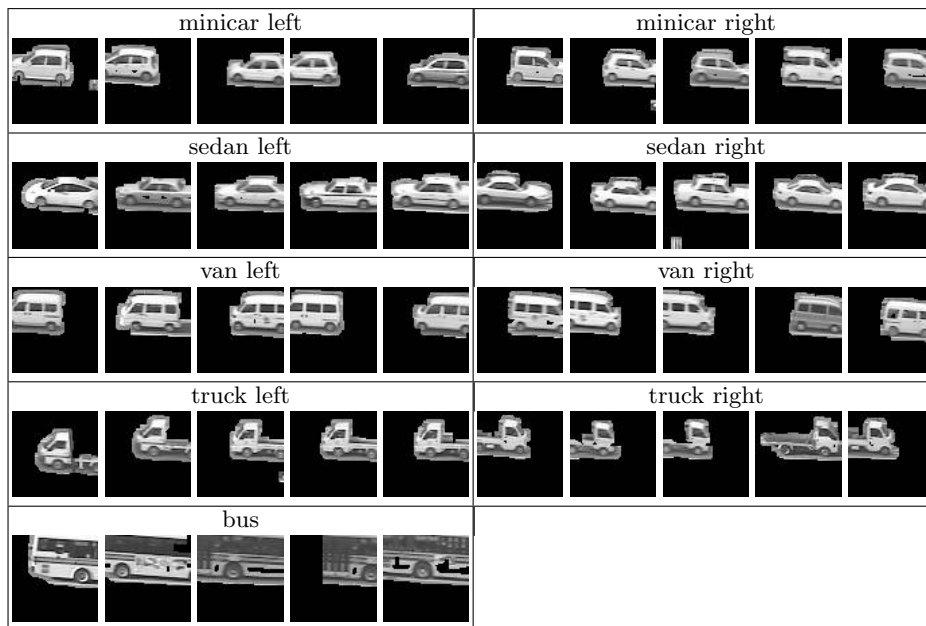 minicar left
minicar right
sedan left
sedan right
van left
van right
truck left
truck right
bus